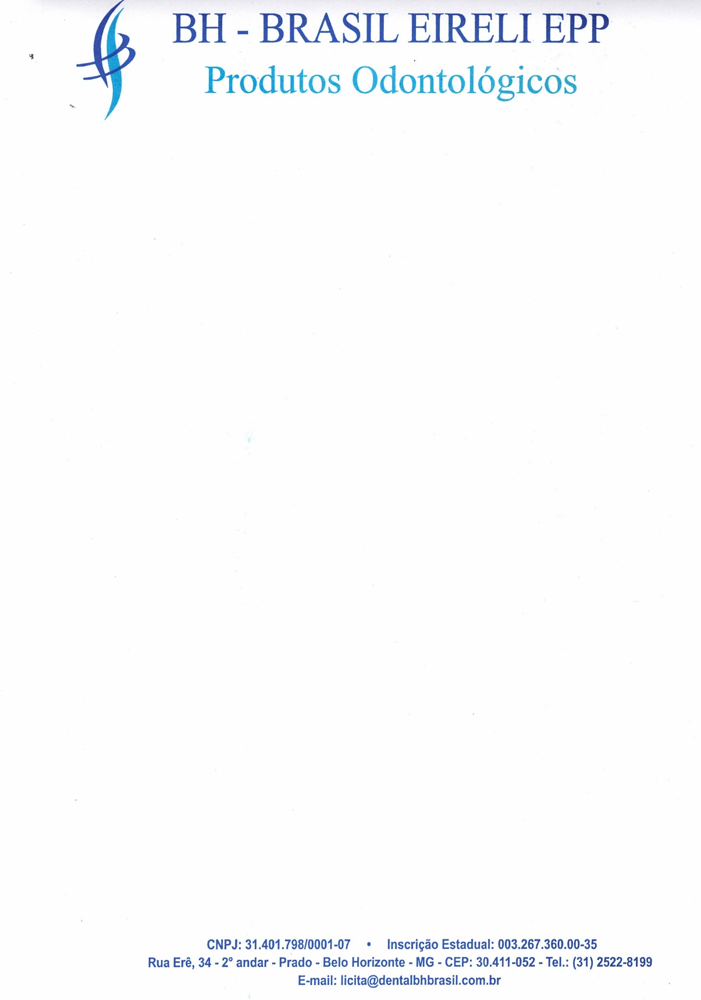 BH - BRASIL EIRELI EPP
Produtos Odontológicos
CNPJ: 31.401.798/0001-07 • Inscrição Estadual: 003.267.360.00-35
Rua Erê, 34 - 2º andar - Prado - Belo Horizonte - MG - CEP: 30.411-052 - Tel.: (31) 2522-8199
E-mail: licita@dentalbhbrasil.com.br